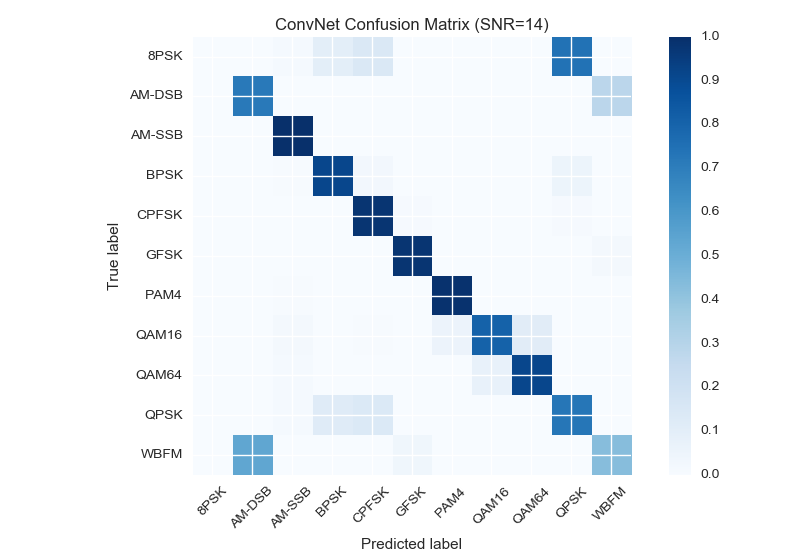 ConvNet Confusion Matrix (SNR=14)
True label
8PSK
AM-DSB
AM-SSB
BPSK
CPFSK
GFSK
PAM4
QAM16
QAM64
QPSK
WBFM
8PSK AM-DSB AM-SSB BPSK CPFSK GFSK PAM4 QAM16 QAM64 QPSK WBFM
Predicted label
1.0
0.9
0.8
0.7
0.6
0.5
0.4
0.3
0.2
0.1
0.0